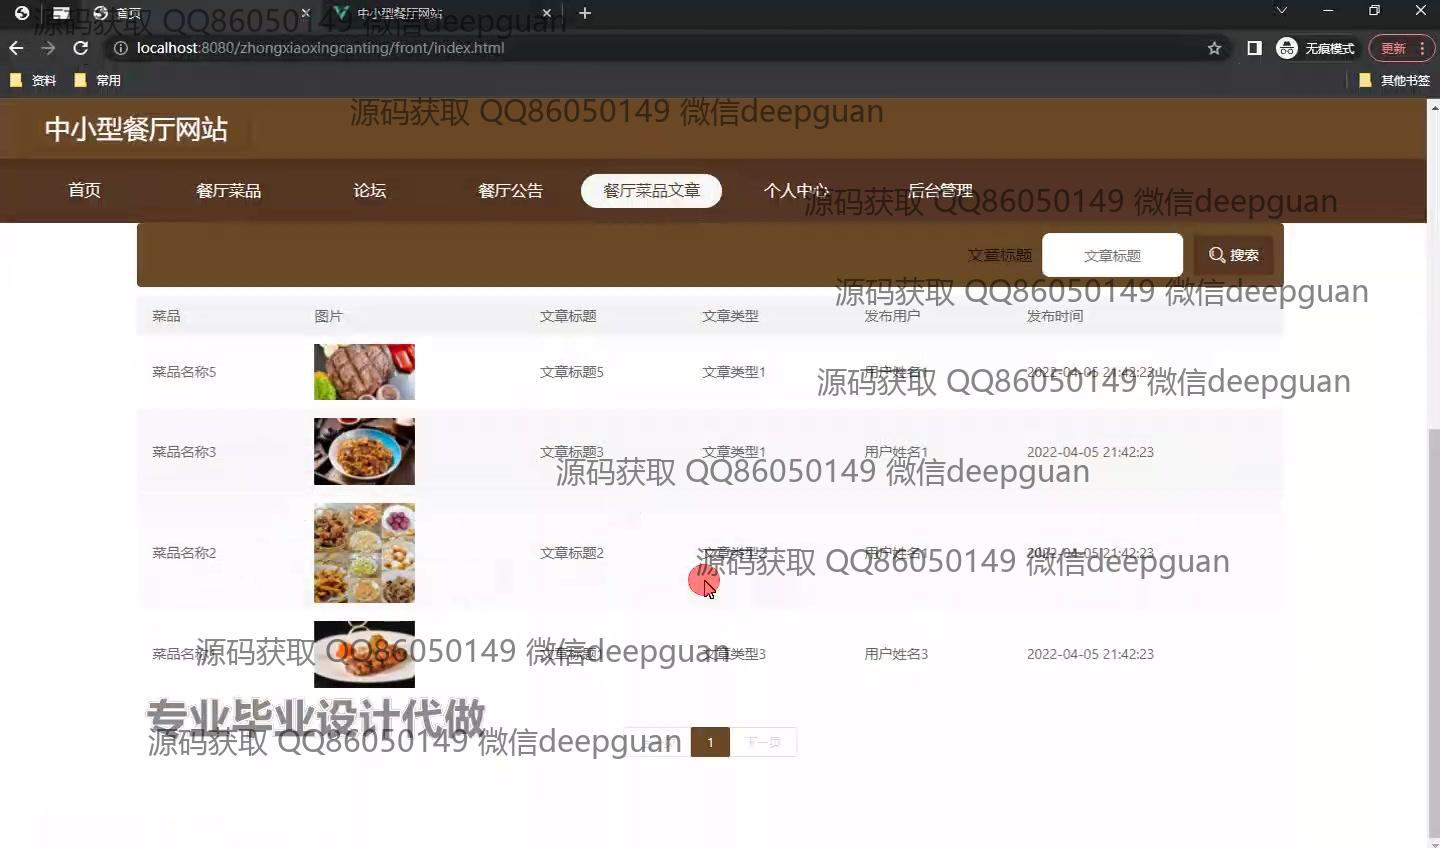 首页
中小型餐厅网站
源码获取 QQ86050149 微信deepguan
localhost:8080/zhongxiaoxingcanting/front/index.html
无痕模式
更新
资料
常用
其他书签
源码获取 QQ86050149 微信deepguan
中小型餐厅网站
首页
餐厅菜品
论坛
餐厅公告
餐厅菜品文章
个人中心
后台管理
源码获取 QQ86050149 微信deepguan
文章标题
文章标题
搜索
源码获取 QQ86050149 微信deepguan
菜品 图片 文章标题 文章类型 发布用户 发布时间
菜品名称5 文章标题5 文章类型1 用户姓名1 2022-04-05 21:42:23
源码获取 QQ86050149 微信deepguan
菜品名称3 文章标题3 文章类型1 用户姓名1 2022-04-05 21:42:23
源码获取 QQ86050149 微信deepguan
菜品名称2 文章标题2 用户姓名1 2022-04-05 21:42:23
源码获取 QQ86050149 微信deepguan
菜品名称 文章标题 文章类型3 用户姓名3 2022-04-05 21:42:23
源码获取 QQ86050149 微信deepguan
专业毕业设计代做
源码获取 QQ86050149 微信deepguan
1
下一页